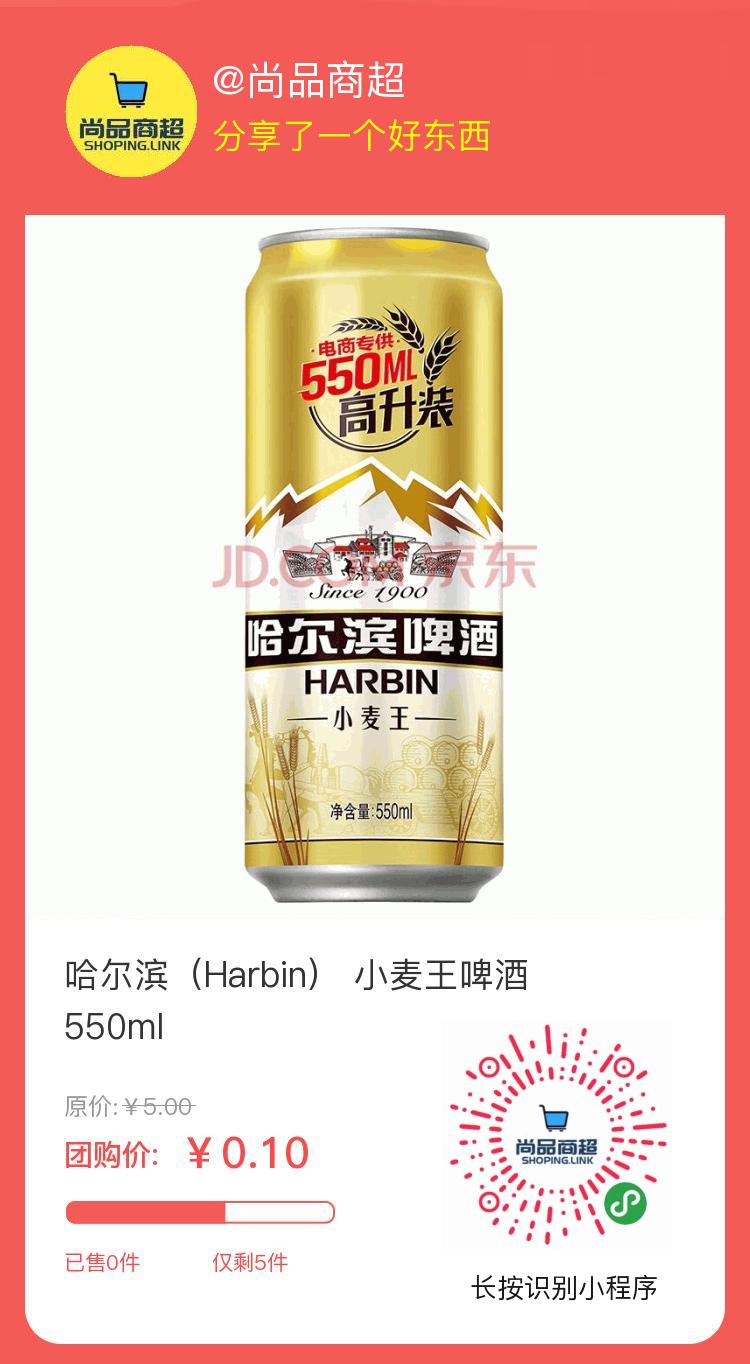 尚品商超
SHOPING.LINK
@尚品商超
分享了一个好东西
·电商专供·
550ML
高升装
JD.COM 京东
Since 1900
哈尔滨啤酒
HARBIN
小麦王
净含量:550ml
哈尔滨（Harbin） 小麦王啤酒
550ml
原价:￥5.00
团购价: ￥0.10
已售0件 仅剩5件
尚品商超
SHOPING.LINK
长按识别小程序